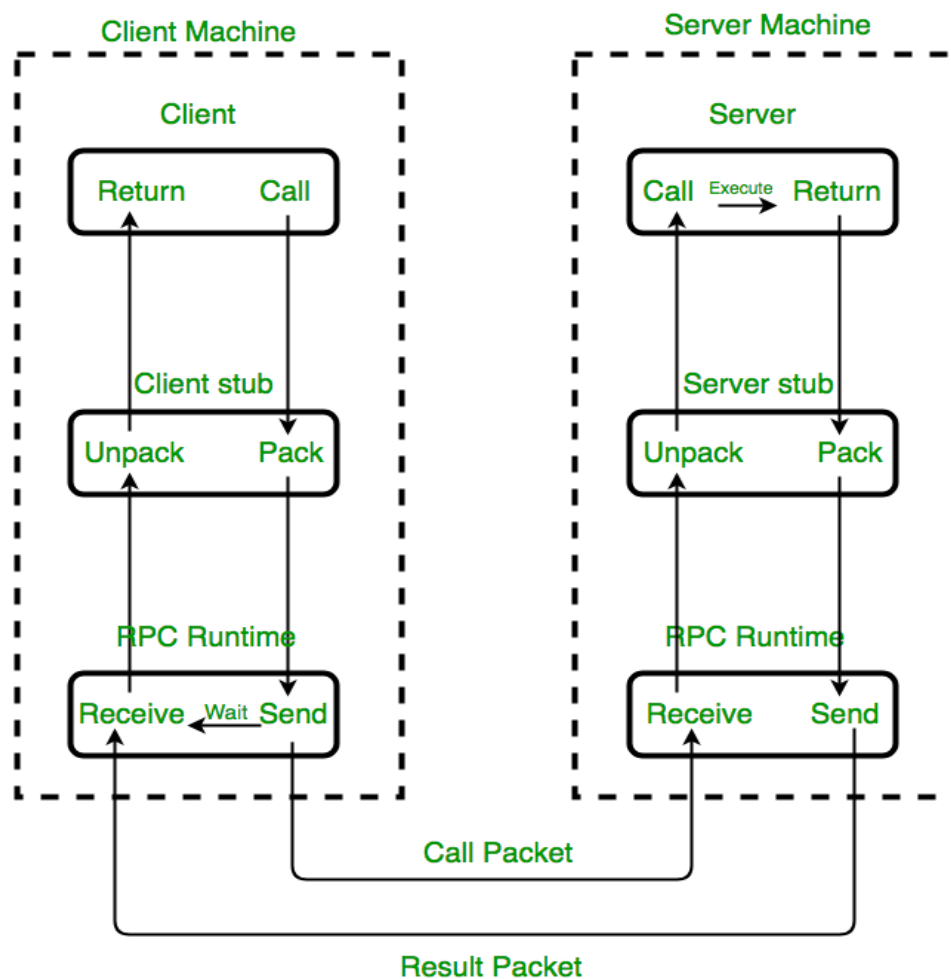 Client Machine
Server Machine
Client
Server
Return Call
Call Execute Return
Client stub
Server stub
Unpack Pack
Unpack Pack
RPC Runtime
RPC Runtime
Receive Wait Send
Receive Send
Call Packet
Result Packet